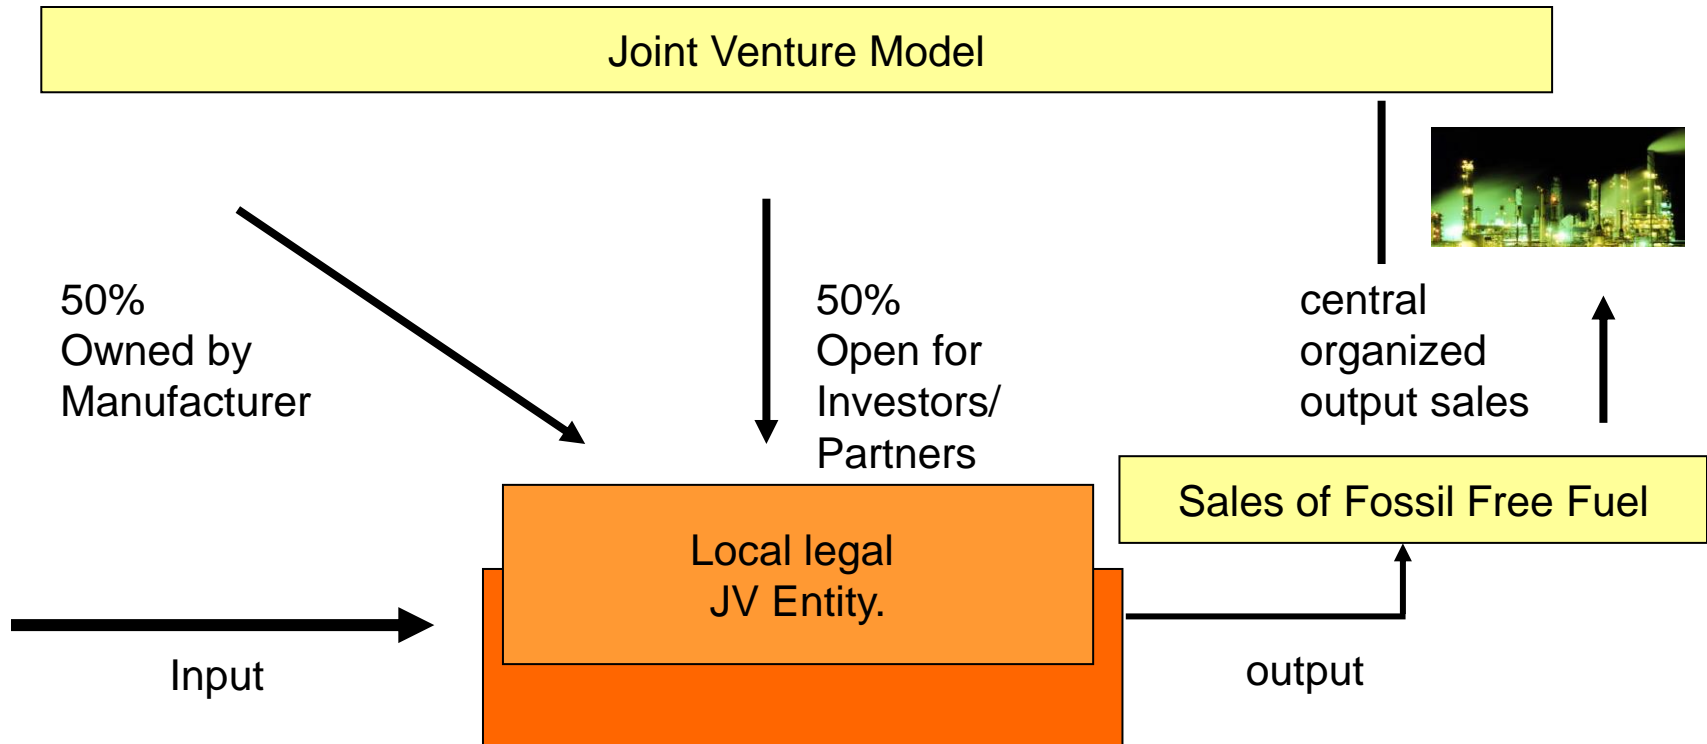 Joint Venture Model
50%
Owned by
Manufacturer
50%
Open for
Investors/
Partners
central
organized
output sales
Sales of Fossil Free Fuel
Local legal
JV Entity.
Input
output